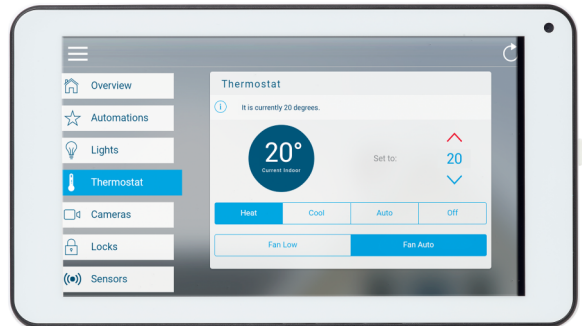 Overview
Automations
Lights
Thermostat
Cameras
Locks
Sensors
Thermostat
It is currently 20 degrees.
20°
Current Indoor
Set to:
20
Heat Cool Auto Off
Fan Low Fan Auto